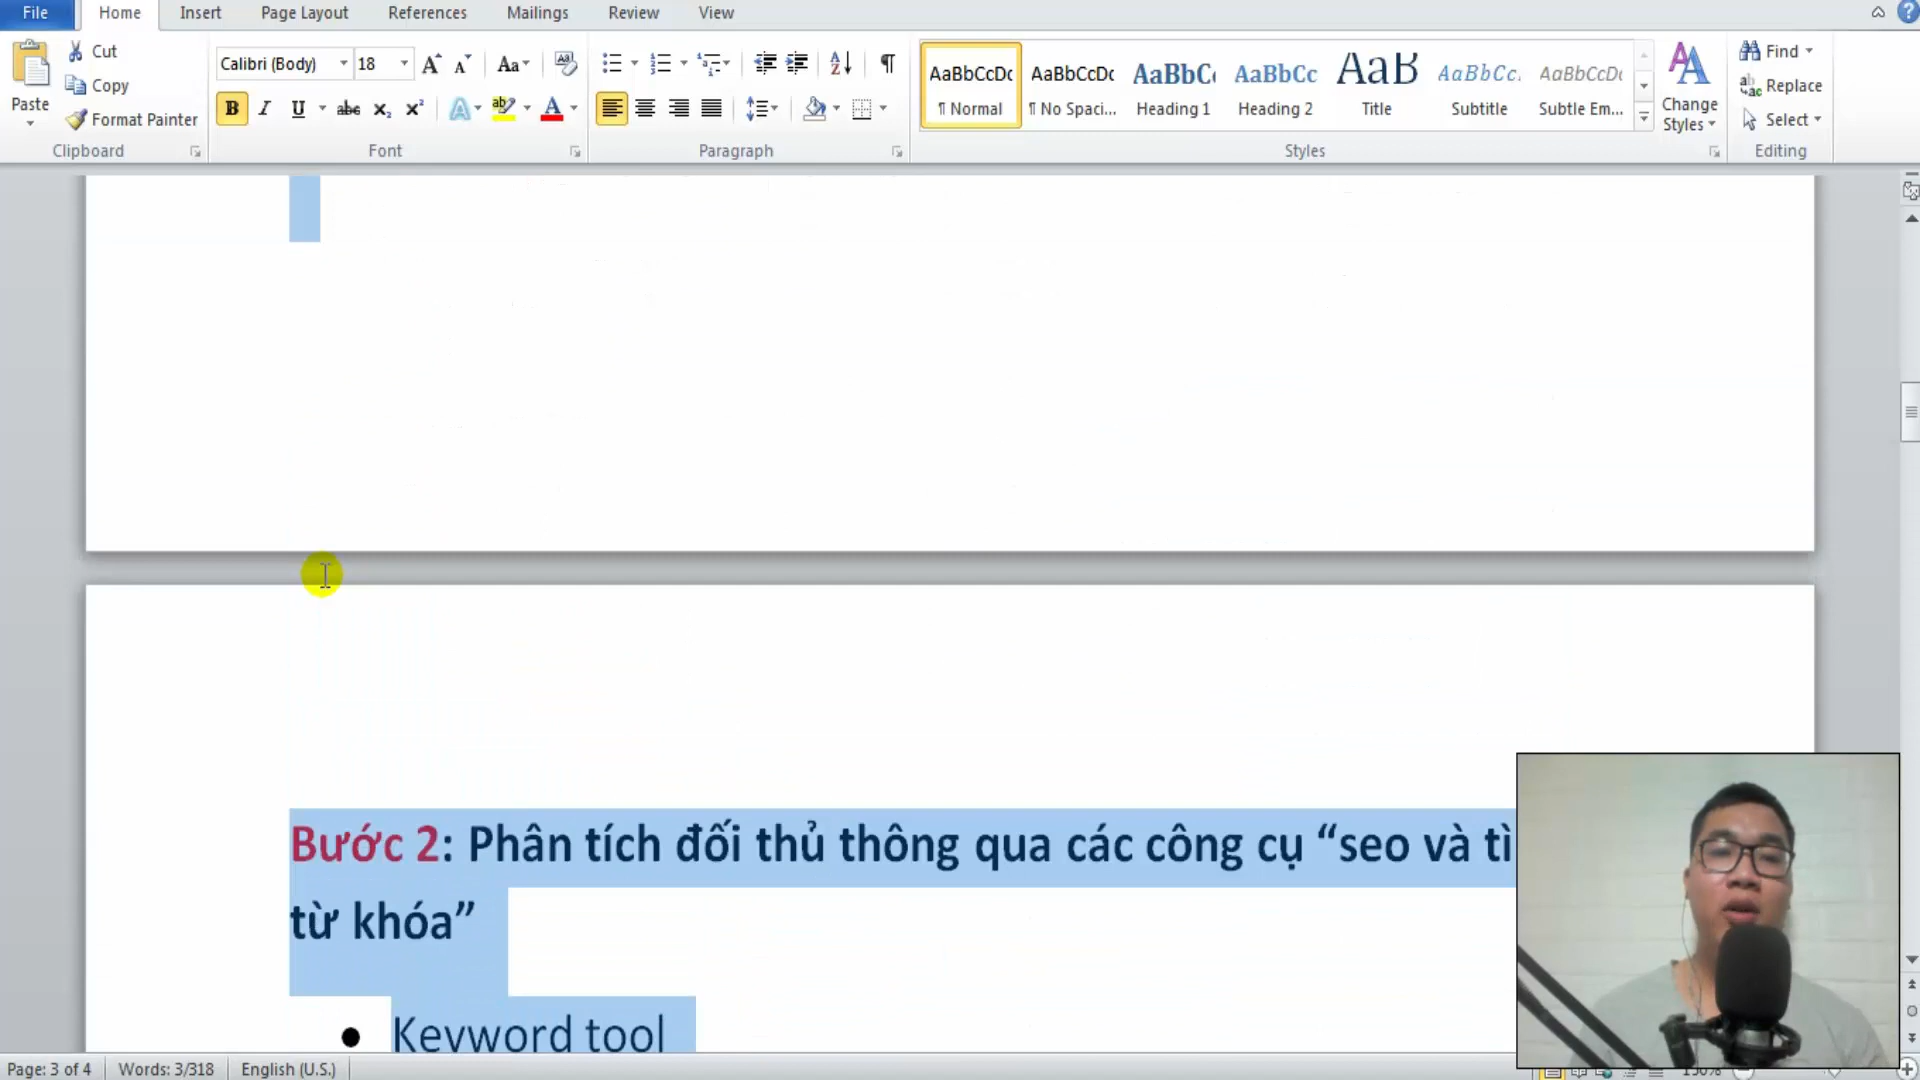 File Home Insert Page Layout References Mailings Review View
Cut
Copy
Format Painter
Paste
Clipboard
Calibri (Body) 18
Font
Paragraph
AaBbCcDc AaBbCcDc AaBbC AaBbCc AaB AaBbCc. AaBbCcDc
¶ Normal ¶ No Spaci... Heading 1 Heading 2 Title Subtitle Subtle Em...
Styles
Change Styles
Find
Replace
Select
Editing
Bước 2: Phân tích đối thủ thông qua các công cụ “seo và tì
từ khóa”
• Keyword tool
Page: 3 of 4 Words: 3/318 English (U.S.) 150%